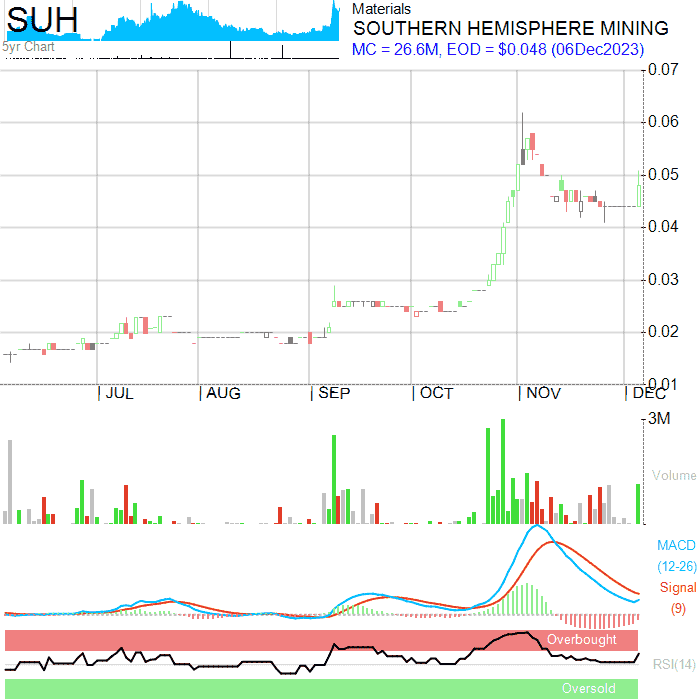 SUH
5yr Chart
Materials
SOUTHERN HEMISPHERE MINING
MC = 26.6M, EOD = $0.048 (06Dec2023)
0.07
0.06
0.05
0.04
0.03
0.02
0.01
| JUL | AUG | SEP | OCT | NOV | DEC
3M
Volume
MACD
(12-26)
Signal
(9)
Overbought
RSI(14)
Oversold